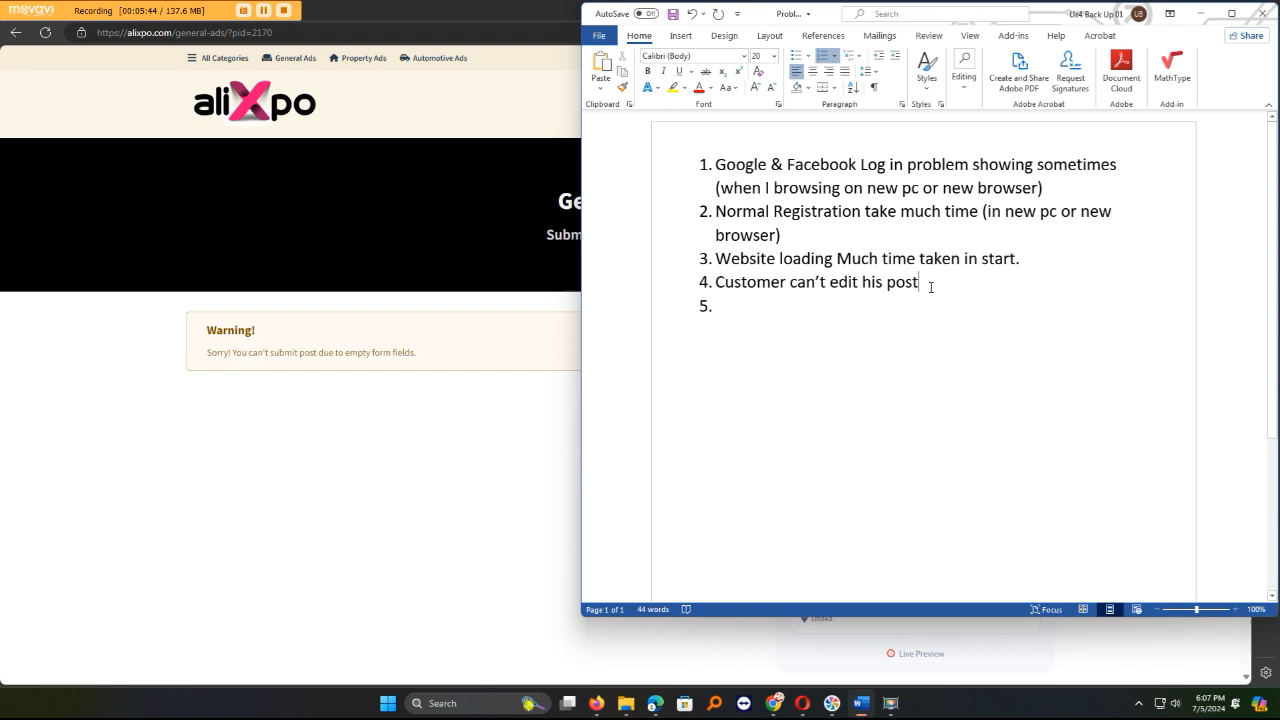 movavi Recording [00:05:44 / 137.6 MB]
https://alixpo.com/general-ads/?pid=2170
All Categories General Ads Property Ads Automotive Ads
aliXpo
Ge
Subm
Warning!
Sorry! You can't submit post due to empty form fields.
Dhaka
Live Preview
AutoSave Off Probl... Search Ur4 Back Up 01 UB
File Home Insert Design Layout References Mailings Review View Add-ins Help Acrobat Share
Calibri (Body) 20
Paste B I U ab x x Styles Editing Create and Share Request Document MathType
Adobe PDF Signatures Cloud
A A Aa A A
Clipboard Font Paragraph Styles Adobe Acrobat Adobe Add-in
1. Google & Facebook Log in problem showing sometimes
(when I browsing on new pc or new browser)
2. Normal Registration take much time (in new pc or new
browser)
3. Website loading Much time taken in start.
4. Customer can’t edit his post
5.
Page 1 of 1 44 words Focus 100%
Search 6:07 PM
7/5/2024